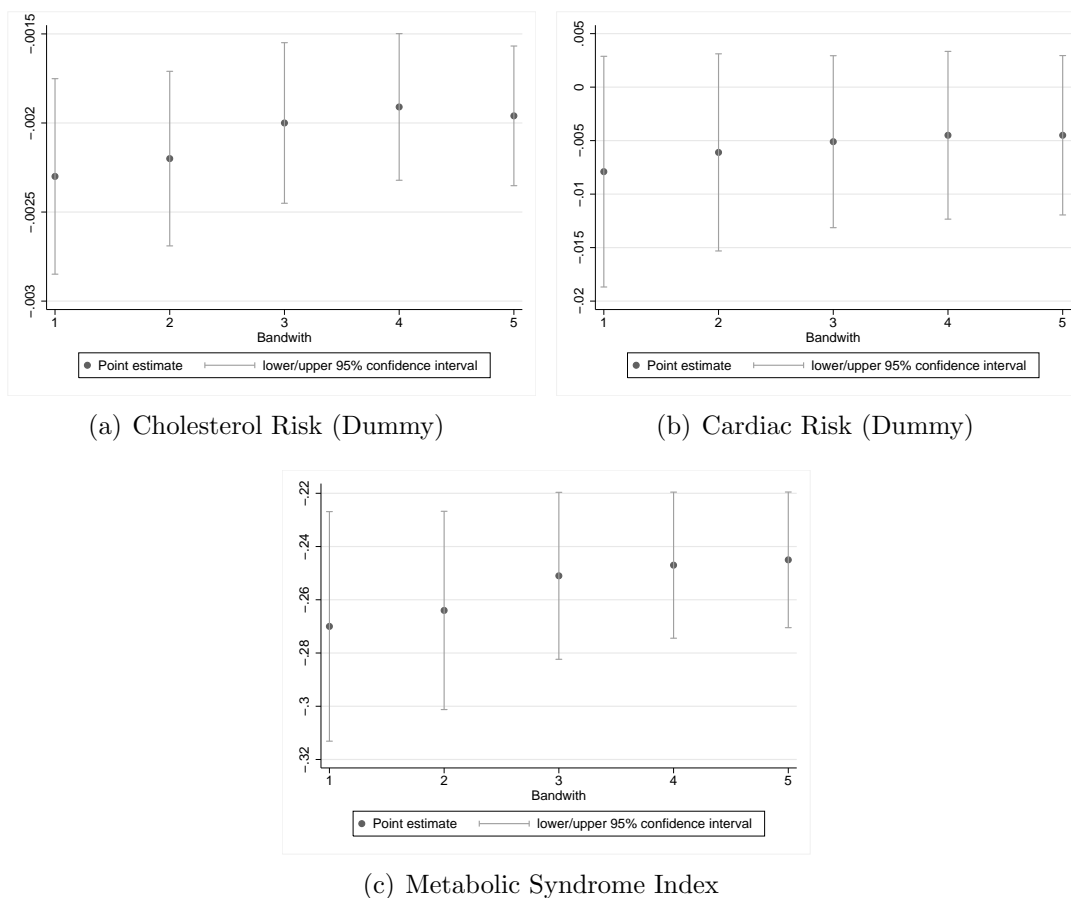 −.0015
−.002
−.0025
−.003
1 2 3 4 5
Bandwith
Point estimate lower/upper 95% confidence interval
(a) Cholesterol Risk (Dummy)
.005
0
−.005
−.01
−.015
−.02
1 2 3 4 5
Bandwith
Point estimate lower/upper 95% confidence interval
(b) Cardiac Risk (Dummy)
−.22
−.24
−.26
−.28
−.3
−.32
1 2 3 4 5
Bandwith
Point estimate lower/upper 95% confidence interval
(c) Metabolic Syndrome Index